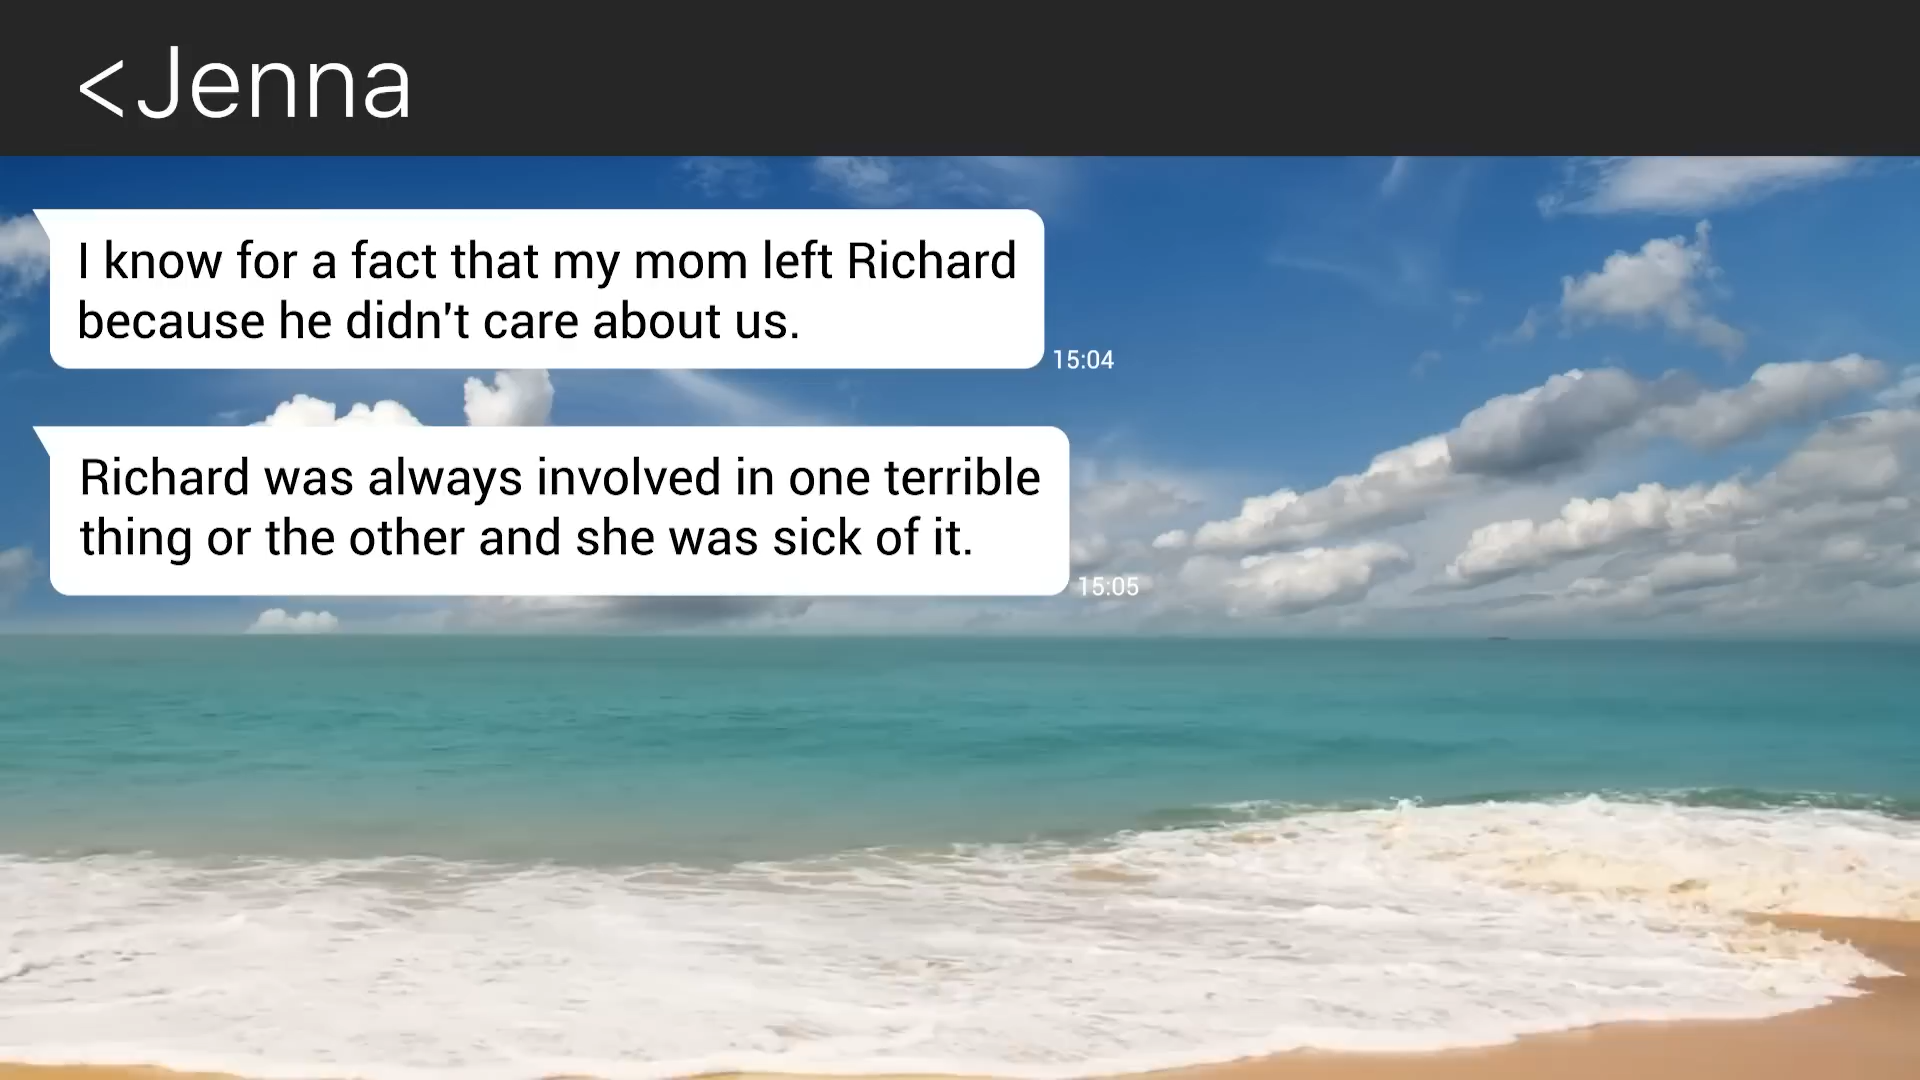 <Jenna
I know for a fact that my mom left Richard
because he didn't care about us.
15:04
Richard was always involved in one terrible
thing or the other and she was sick of it.
15:05